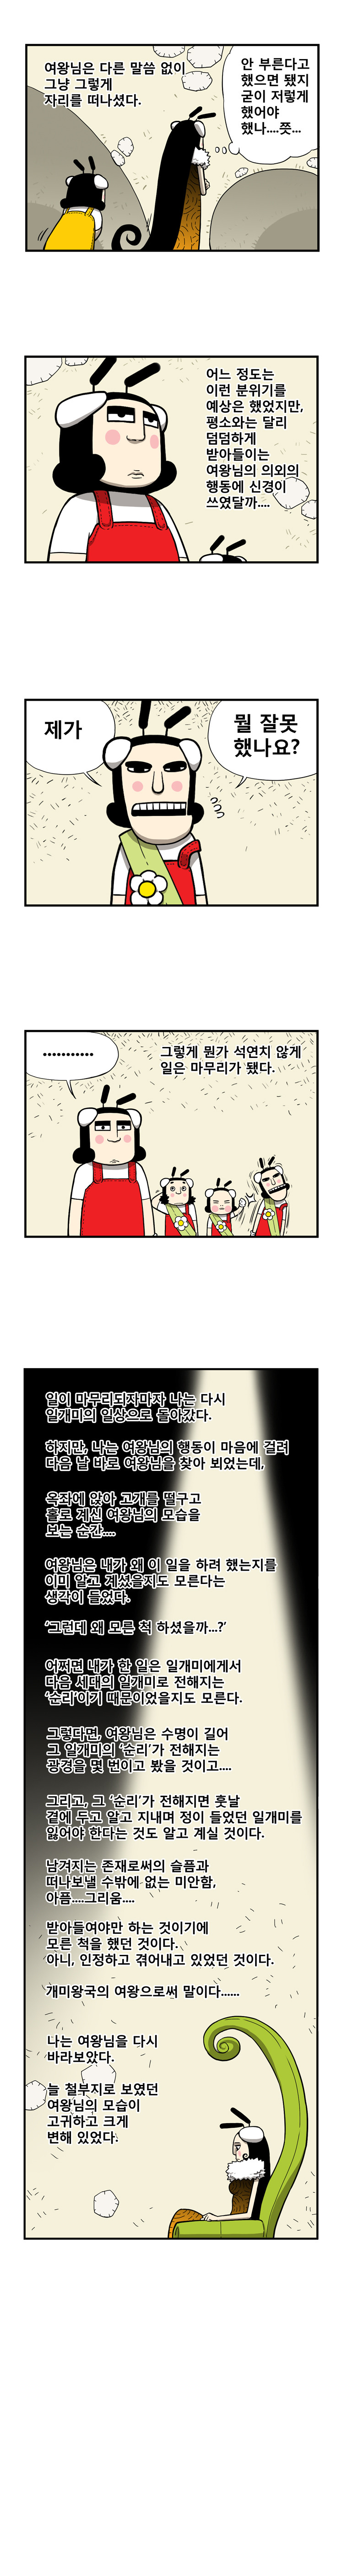 여왕님은 다른 말씀 없이
그냥 그렇게
자리를 떠나셨다.
안 부른다고
했으면 됐지
굳이 저렇게
했어야
했나....쯧...
어느 정도는
이런 분위기를
예상은 했었지만,
평소와는 달리
덤덤하게
받아들이는
여왕님의 의외의
행동에 신경이
쓰였달까....
제가
뭘 잘못
했나요?
...........
그렇게 뭔가 석연치 않게
일은 마무리가 됐다.
일이 마무리되자마자 나는 다시
일개미의 일상으로 돌아갔다.
하지만, 나는 여왕님의 행동이 마음에 걸려
다음 날 바로 여왕님을 찾아 뵈었는데,
옥좌에 앉아 고개를 떨구고
홀로 계신 여왕님의 모습을
보는 순간....
여왕님은 내가 왜 이 일을 하려 했는지를
이미 알고 계셨을지도 모른다는
생각이 들었다.
'그런데 왜 모른 척 하셨을까...?'
어쩌면 내가 한 일은 일개미에게서
다음 세대의 일개미로 전해지는
'순리'이기 때문이었을지도 모른다.
그렇다면, 여왕님은 수명이 길어
그 일개미의 '순리'가 전해지는
광경을 몇 번이고 봤을 것이고....
그리고, 그 '순리'가 전해지면 훗날
곁에 두고 알고 지내며 정이 들었던 일개미를
잃어야 한다는 것도 알고 계실 것이다.
남겨지는 존재로써의 슬픔과
떠나보낼 수밖에 없는 미안함,
아픔....그리움....
받아들여야만 하는 것이기에
모른 척을 했던 것이다.
아니, 인정하고 겪어내고 있었던 것이다.
개미왕국의 여왕으로써 말이다......
나는 여왕님을 다시
바라보았다.
늘 철부지로 보였던
여왕님의 모습이
고귀하고 크게
변해 있었다.